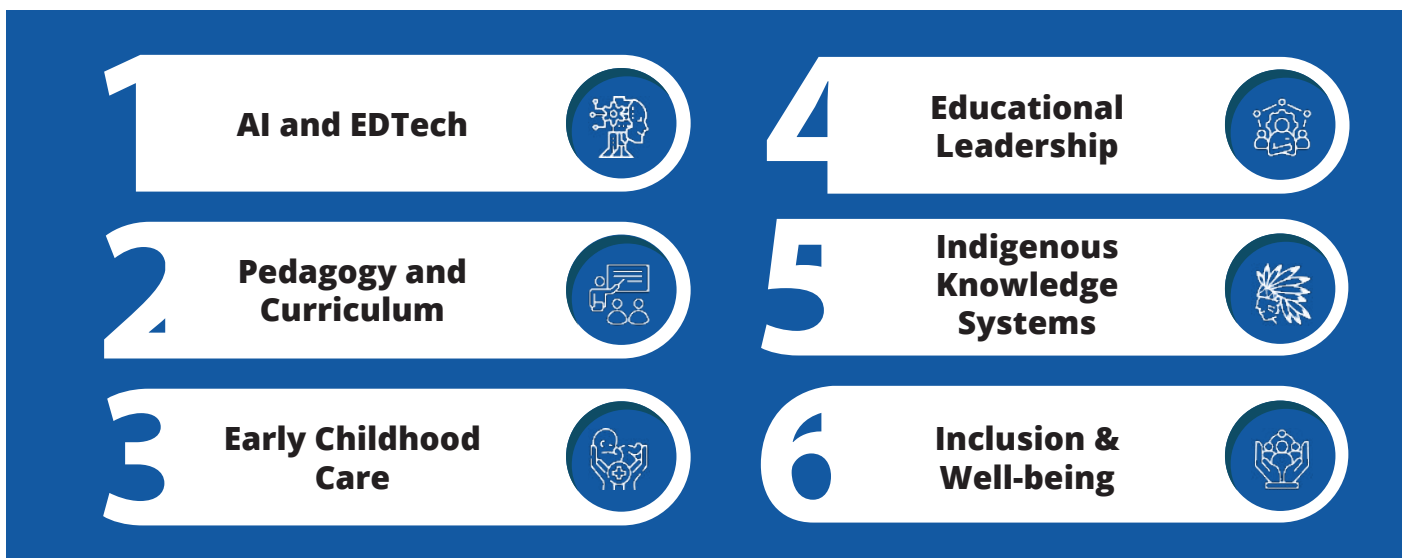 1
AI and EDTech
2
Pedagogy and
Curriculum
3
Early Childhood
Care
4
Educational
Leadership
5
Indigenous
Knowledge
Systems
6
Inclusion &
Well-being